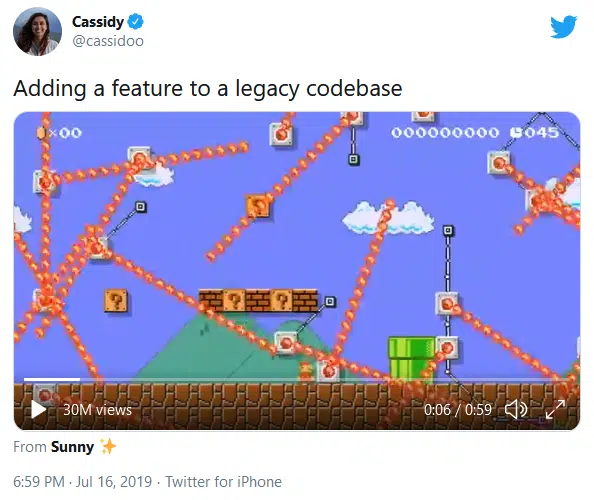 Cassidy
@cassidoo
Adding a feature to a legacy codebase
×00
000000000 045
?
? ?
30M views
0:06 / 0:59
From Sunny ✨
6:59 PM · Jul 16, 2019 · Twitter for iPhone